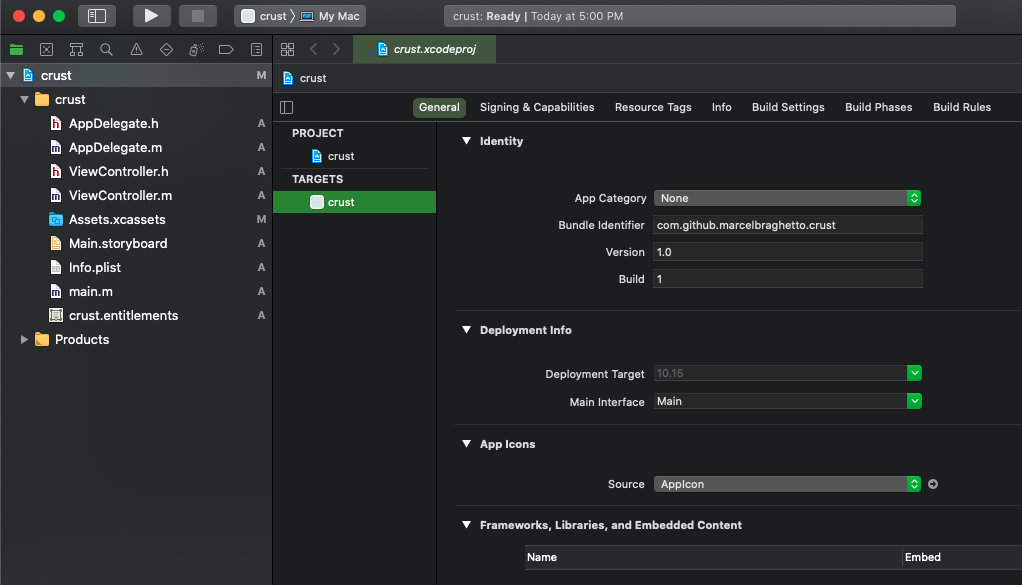 crust 〉 My Mac
crust: Ready | Today at 5:00 PM
crust M
crust
AppDelegate.h A
AppDelegate.m A
ViewController.h A
ViewController.m A
Assets.xcassets M
Main.storyboard A
Info.plist A
main.m A
crust.entitlements A
Products
crust.xcodeproj
crust
General Signing & Capabilities Resource Tags Info Build Settings Build Phases Build Rules
PROJECT
crust
TARGETS
crust
Identity
App Category None
Bundle Identifier com.github.marcelbraghetto.crust
Version 1.0
Build 1
Deployment Info
Deployment Target 10.15
Main Interface Main
App Icons
Source AppIcon
Frameworks, Libraries, and Embedded Content
Name Embed